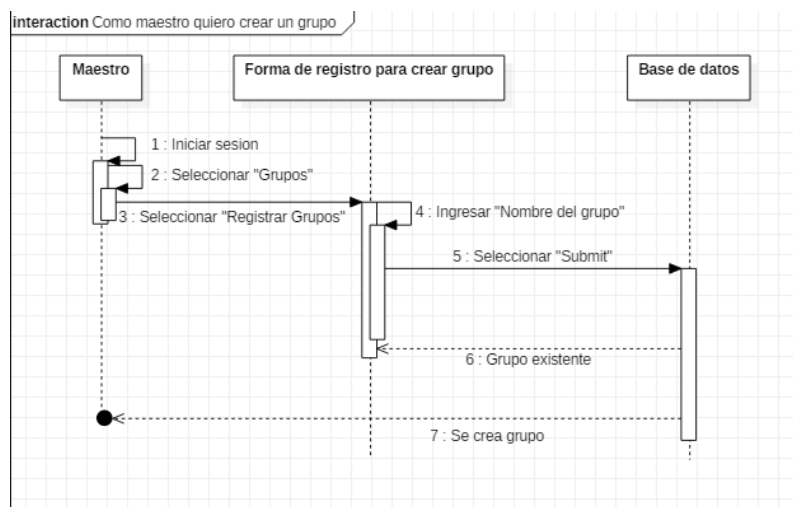 interaction Como maestro quiero crear un grupo
Maestro
Forma de registro para crear grupo
Base de datos
1 : Iniciar sesion
2 : Seleccionar "Grupos"
3 : Seleccionar "Registrar Grupos"
4 : Ingresar "Nombre del grupo"
5 : Seleccionar "Submit"
6 : Grupo existente
7 : Se crea grupo